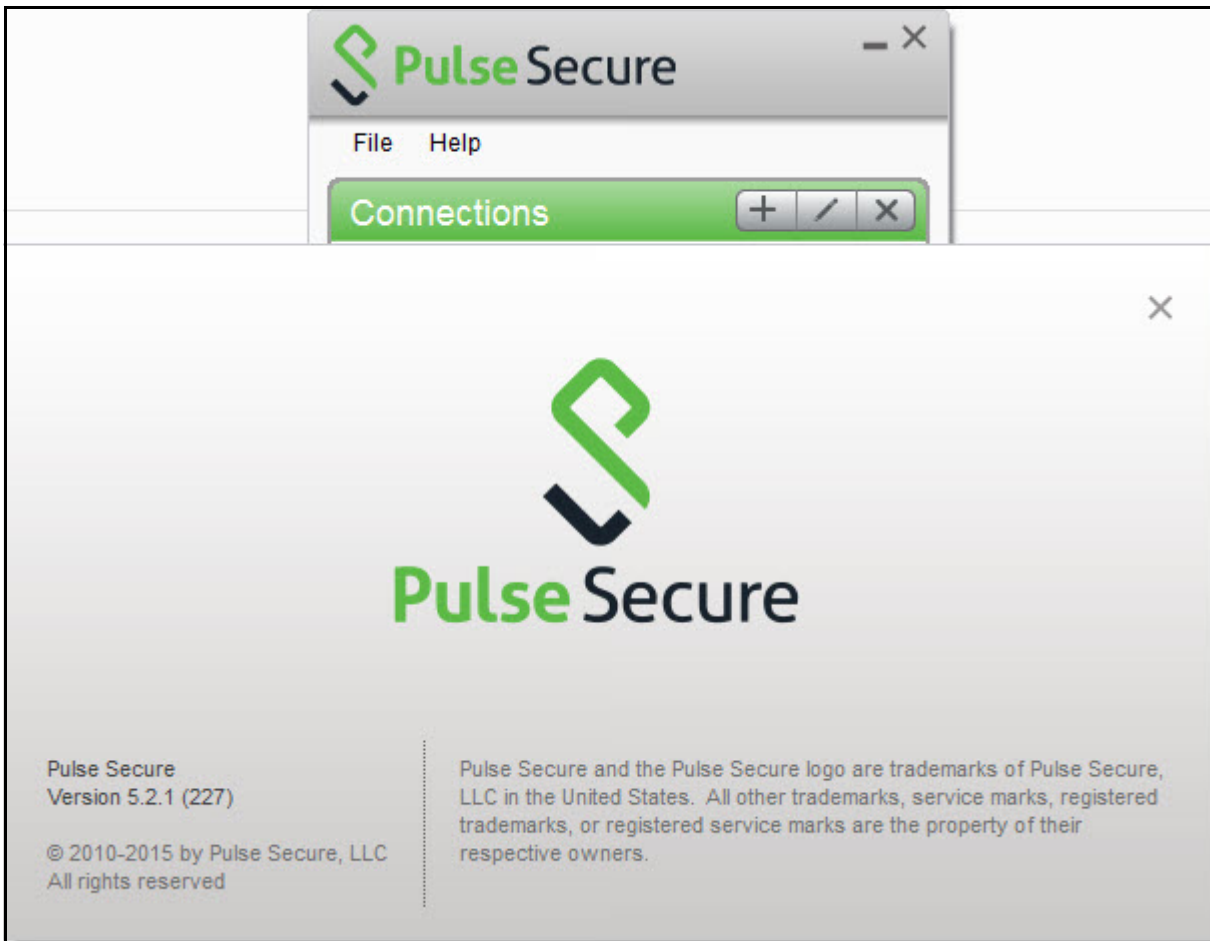 Pulse Secure
File Help
Connections
Pulse Secure
Pulse Secure
Version 5.2.1 (227)
© 2010-2015 by Pulse Secure, LLC
All rights reserved
Pulse Secure and the Pulse Secure logo are trademarks of Pulse Secure,
LLC in the United States.  All other trademarks, service marks, registered
trademarks, or registered service marks are the property of their
respective owners.